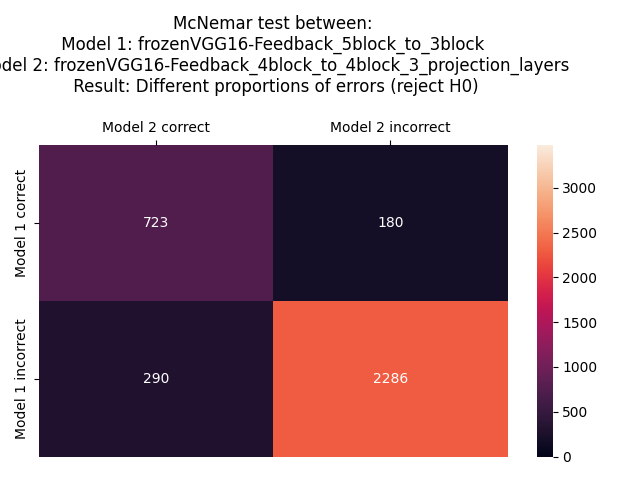 McNemar test between:
Model 1: frozenVGG16-Feedback_5block_to_3block
del 2: frozenVGG16-Feedback_4block_to_4block_3_projection_layers
Result: Different proportions of errors (reject H0)
Model 2 correct
Model 2 incorrect
Model 1 correct
723
180
Model 1 incorrect
290
2286
3000
2500
2000
1500
1000
500
0